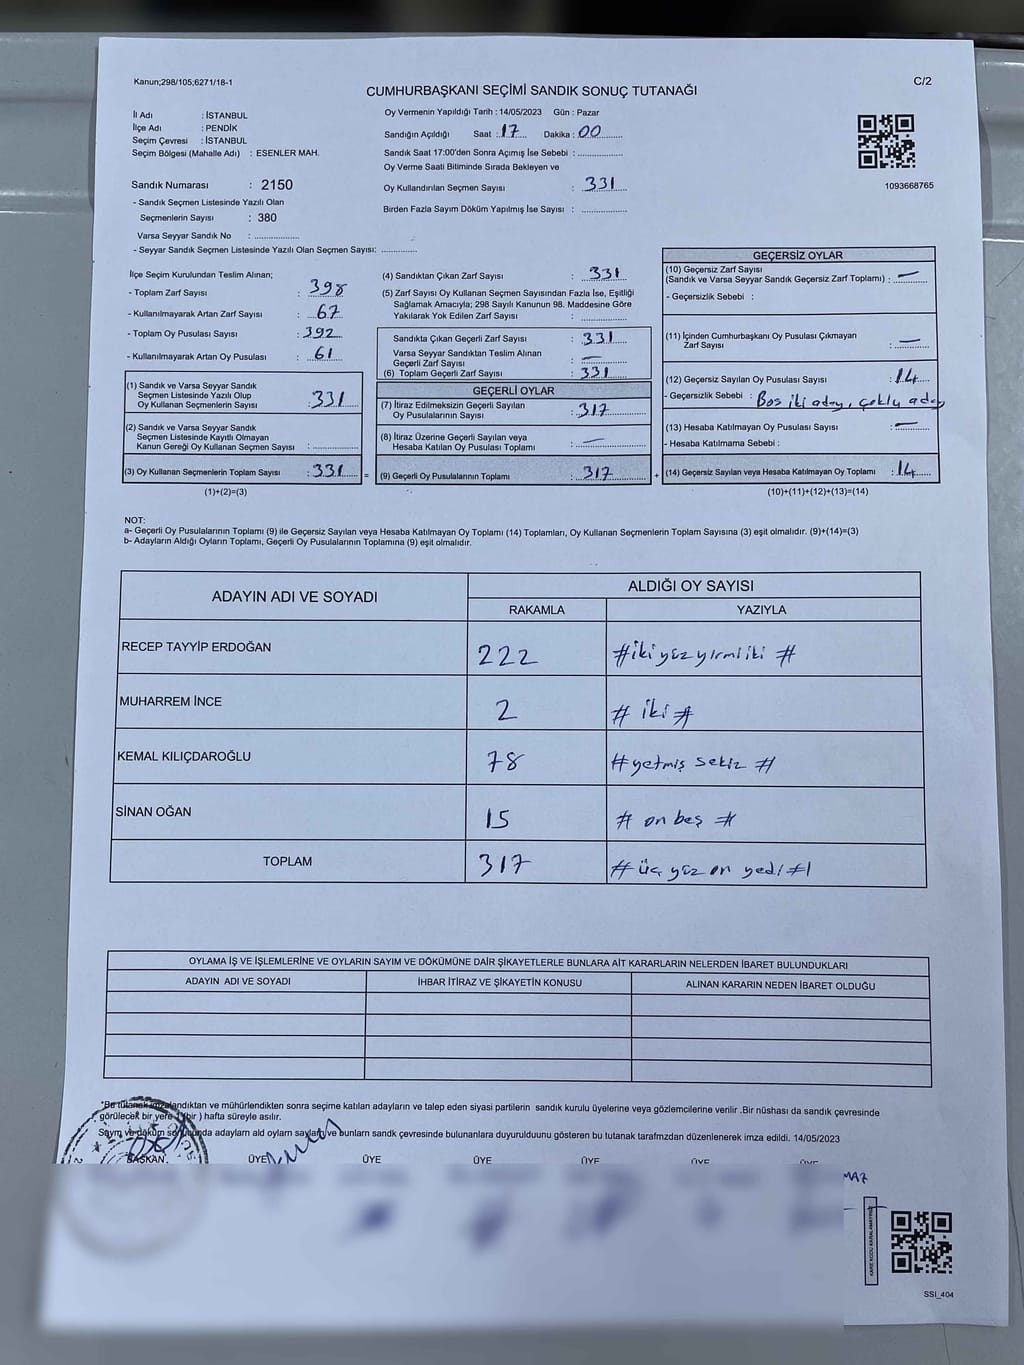 Kanun;298/105;6271/18-1
C/2
CUMHURBAŞKANI SEÇİMİ SANDIK SONUÇ TUTANAĞI
İl Adı : İSTANBUL
İlçe Adı : PENDİK
Seçim Çevresi : İSTANBUL
Seçim Bölgesi (Mahalle Adı) : ESENLER MAH.
Oy Vermenin Yapıldığı Tarih : 14/05/2023 Gün : Pazar
Sandığın Açıldığı Saat : 17 Dakika : 00
Sandık Saat 17:00'den Sonra Açımış İse Sebebi :
Oy Verme Saati Bitiminde Sırada Bekleyen ve
Oy Kullandırılan Seçmen Sayısı : 331
Birden Fazla Sayım Döküm Yapılmış İse Sayısı :
1093668765
Sandık Numarası : 2150
- Sandık Seçmen Listesinde Yazılı Olan
Seçmenlerin Sayısı : 380
Varsa Seyyar Sandık No :
- Seyyar Sandık Seçmen Listesinde Yazılı Olan Seçmen Sayısı:
İlçe Seçim Kurulundan Teslim Alınan;
- Toplam Zarf Sayısı : 398
- Kullanılmayarak Artan Zarf Sayısı : 67
- Toplam Oy Pusulası Sayısı : 392
- Kullanılmayarak Artan Oy Pusulası : 61
(1) Sandık ve Varsa Seyyar Sandık
Seçmen Listesinde Yazılı Olup
Oy Kullanan Seçmenlerin Sayısı : 331
(2) Sandık ve Varsa Seyyar Sandık
Seçmen Listesinde Kayıtlı Olmayan
Kanun Gereği Oy Kullanan Seçmen Sayısı :
(3) Oy Kullanan Seçmenlerin Toplam Sayısı : 331 =
(1)+(2)=(3)
(4) Sandıktan Çıkan Zarf Sayısı : 331
(5) Zarf Sayısı Oy Kullanan Seçmen Sayısından Fazla İse, Eşitliği
Sağlamak Amacıyla; 298 Sayılı Kanunun 98. Maddesine Göre
Yakılarak Yok Edilen Zarf Sayısı :
Sandıkta Çıkan Geçerli Zarf Sayısı : 331
Varsa Seyyar Sandıktan Teslim Alınan
Geçerli Zarf Sayısı : —
(6) Toplam Geçerli Zarf Sayısı : 331
GEÇERLİ OYLAR
(7) İtiraz Edilmeksizin Geçerli Sayılan
Oy Pusulalarının Sayısı : 317
(8) İtiraz Üzerine Geçerli Sayılan veya
Hesaba Katılan Oy Pusulası Toplamı : —
(9) Geçerli Oy Pusulalarının Toplamı : 317 +
GEÇERSİZ OYLAR
(10) Geçersiz Zarf Sayısı
(Sandık ve Varsa Seyyar Sandık Geçersiz Zarf Toplamı) : —
- Geçersizlik Sebebi :
(11) İçinden Cumhurbaşkanı Oy Pusulası Çıkmayan
Zarf Sayısı : —
(12) Geçersiz Sayılan Oy Pusulası Sayısı : 14
- Geçersizlik Sebebi : Boş iki aday, çoklu aday
(13) Hesaba Katılmayan Oy Pusulası Sayısı : —
- Hesaba Katılmama Sebebi :
(14) Geçersiz Sayılan veya Hesaba Katılmayan Oy Toplamı : 14
(10)+(11)+(12)+(13)=(14)
NOT:
a- Geçerli Oy Pusulalarının Toplamı (9) ile Geçersiz Sayılan veya Hesaba Katılmayan Oy Toplamı (14) Toplamları, Oy Kullanan Seçmenlerin Toplam Sayısına (3) eşit olmalıdır. (9)+(14)=(3)
b- Adayların Aldığı Oyların Toplamı, Geçerli Oy Pusulalarının Toplamına (9) eşit olmalıdır.
ADAYIN ADI VE SOYADI
ALDIĞI OY SAYISI
RAKAMLA YAZIYLA
RECEP TAYYİP ERDOĞAN 222 #iki yüz yirmi iki #
MUHARREM İNCE 2 # iki #
KEMAL KILIÇDAROĞLU 78 #yetmiş sekiz #
SİNAN OĞAN 15 # on beş #
TOPLAM 317 # üç yüz on yedi #
OYLAMA İŞ VE İŞLEMLERİNE VE OYLARIN SAYIM VE DÖKÜMÜNE DAİR ŞİKAYETLERLE BUNLARA AİT KARARLARIN NELERDEN İBARET BULUNDUKLARI
ADAYIN ADI VE SOYADI İHBAR İTİRAZ VE ŞİKAYETİN KONUSU ALINAN KARARIN NEDEN İBARET OLDUĞU
*Bu tutanak imzalandıktan ve mühürlendikten sonra seçime katılan adayların ve talep eden siyasi partilerin sandık kurulu üyelerine veya gözlemcilerine verilir .Bir nüshası da sandık çevresinde
görülecek bir yere 1 (bir ) hafta süreyle asılır.
Sayım ve döküm sonunda adayların ald oyların sayları ve bunların sandk çevresinde bulunanlara duyurulduunu gösteren bu tutanak tarafmzdan düzenlenerek imza edildi. 14/05/2023
BAŞKAN ÜYE ÜYE ÜYE ÜYE ÜYE ÜYE
SSI_404